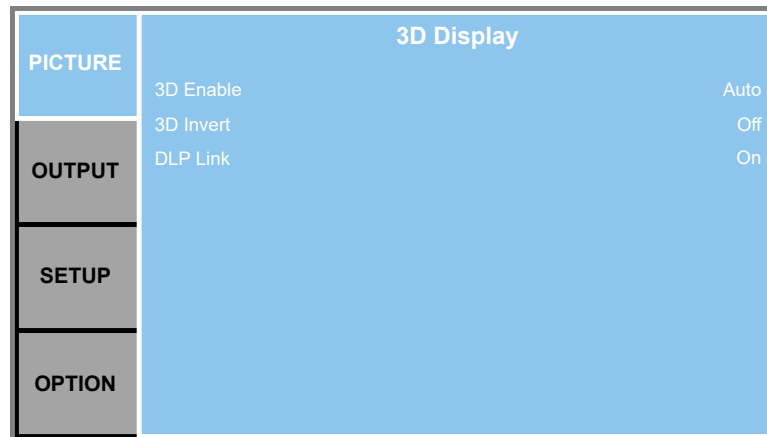 PICTURE
OUTPUT
SETUP
OPTION
3D Display
3D Enable Auto
3D Invert Off
DLP Link On